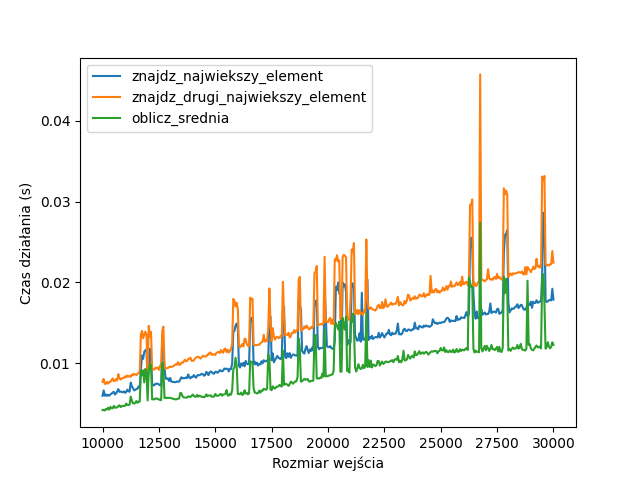 znajdz_najwiekszy_element
znajdz_drugi_najwiekszy_element
oblicz_srednia
0.04
0.03
0.02
0.01
Czas działania (s)
10000 12500 15000 17500 20000 22500 25000 27500 30000
Rozmiar wejścia